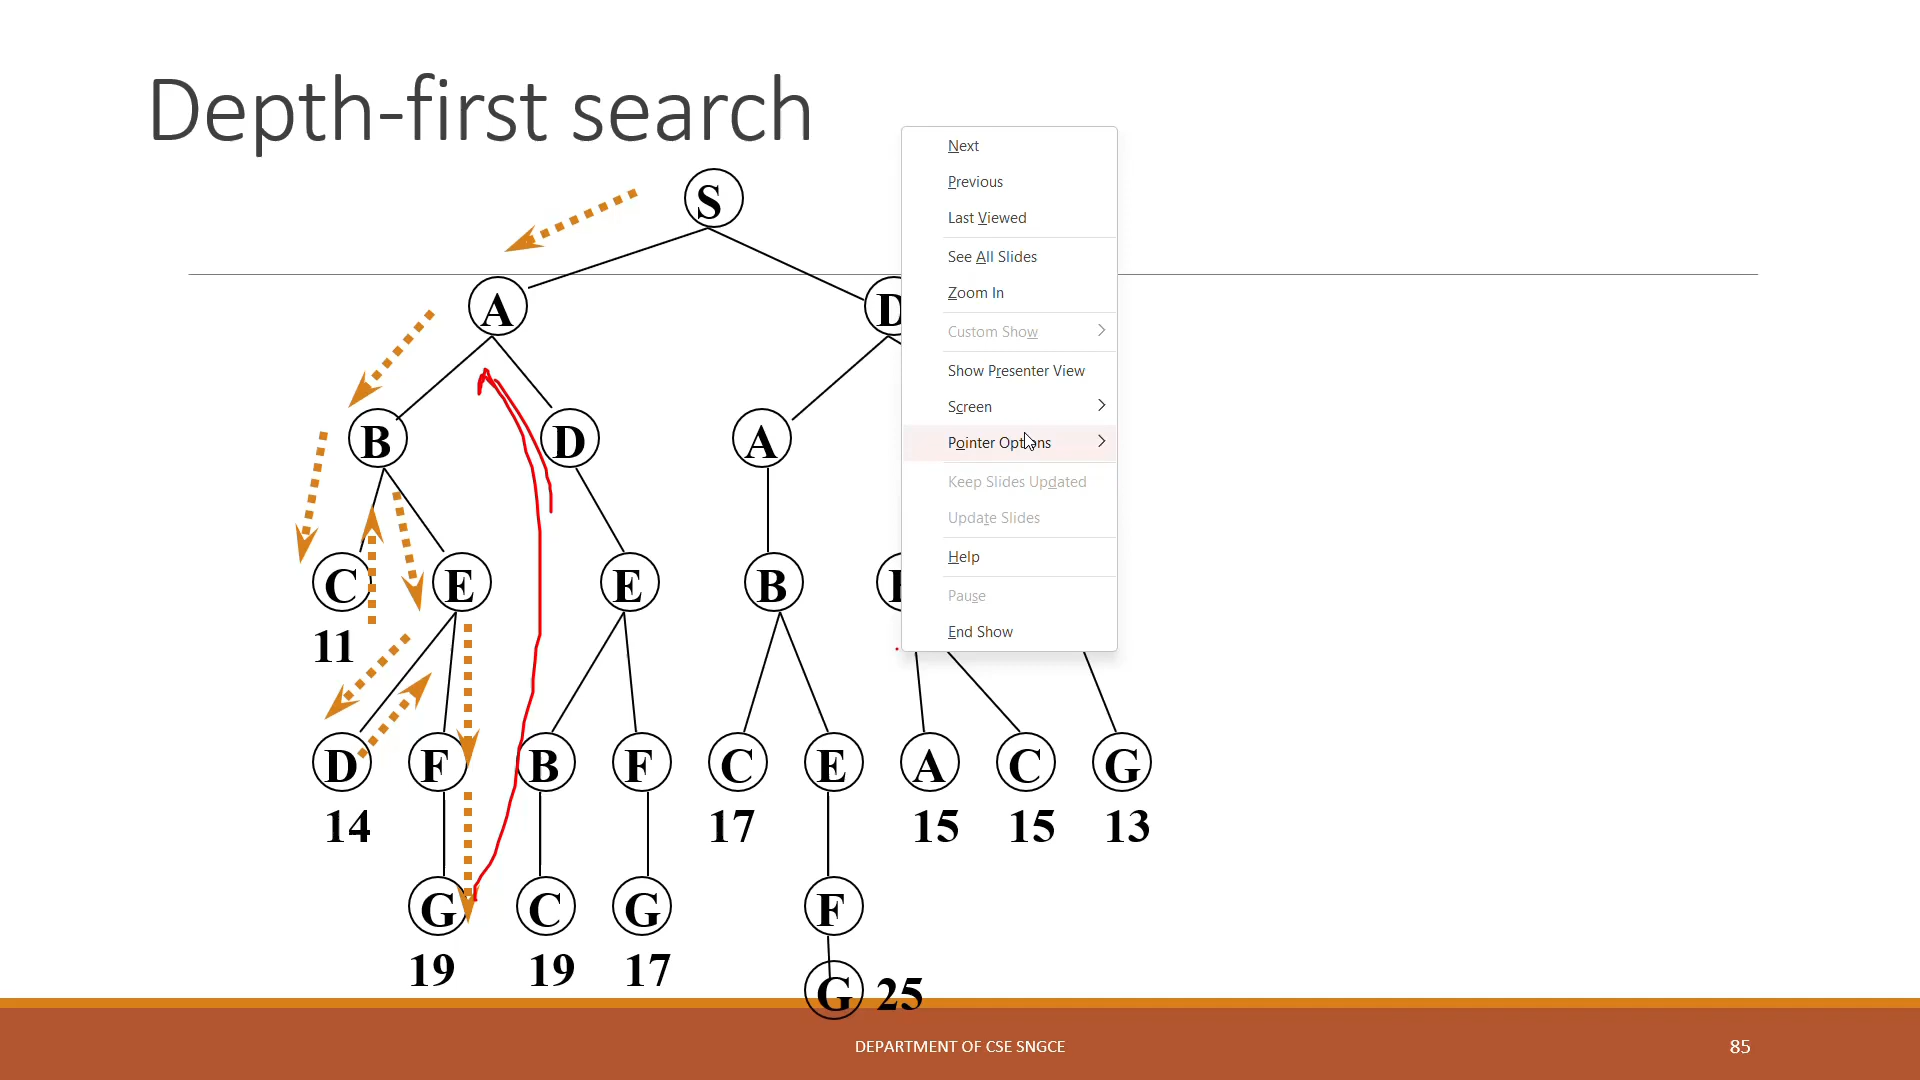 Depth-first search
S
A D
B D A
C E E B
11
D F B F C E A C G
14 17 15 15 13
G C G F
19 19 17
G 25
Next
Previous
Last Viewed
See All Slides
Zoom In
Custom Show
Show Presenter View
Screen
Pointer Options
Keep Slides Updated
Update Slides
Help
Pause
End Show
DEPARTMENT OF CSE SNGCE
85